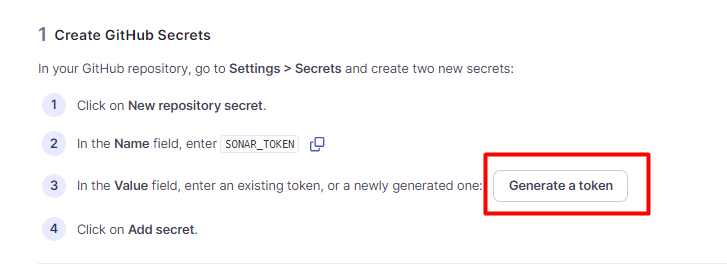 1 Create GitHub Secrets
In your GitHub repository, go to Settings > Secrets and create two new secrets:
1 Click on New repository secret.
2 In the Name field, enter SONAR_TOKEN
3 In the Value field, enter an existing token, or a newly generated one: Generate a token
4 Click on Add secret.